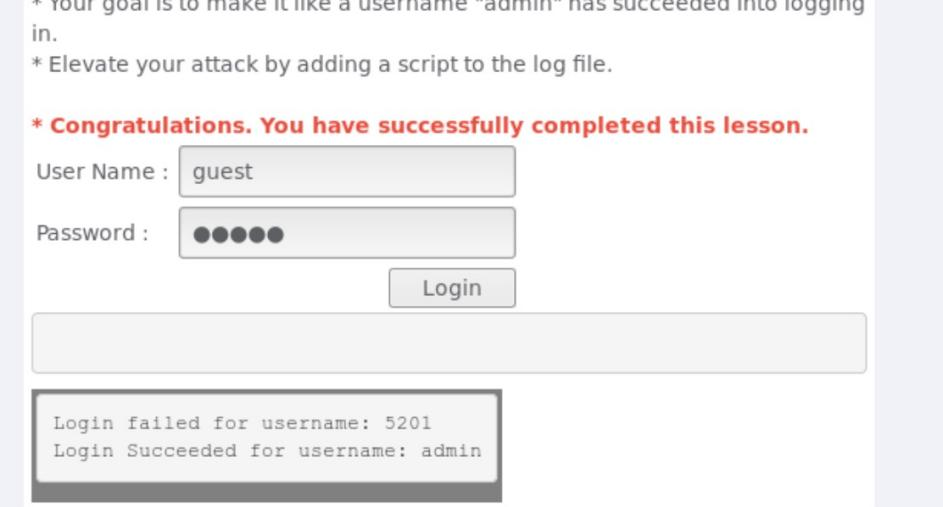 * Your goal is to make it like a username "admin" has succeeded into logging
in.
* Elevate your attack by adding a script to the log file.
* Congratulations. You have successfully completed this lesson.
User Name : guest
Password : ●●●●●
Login
Login failed for username: 5201
Login Succeeded for username: admin